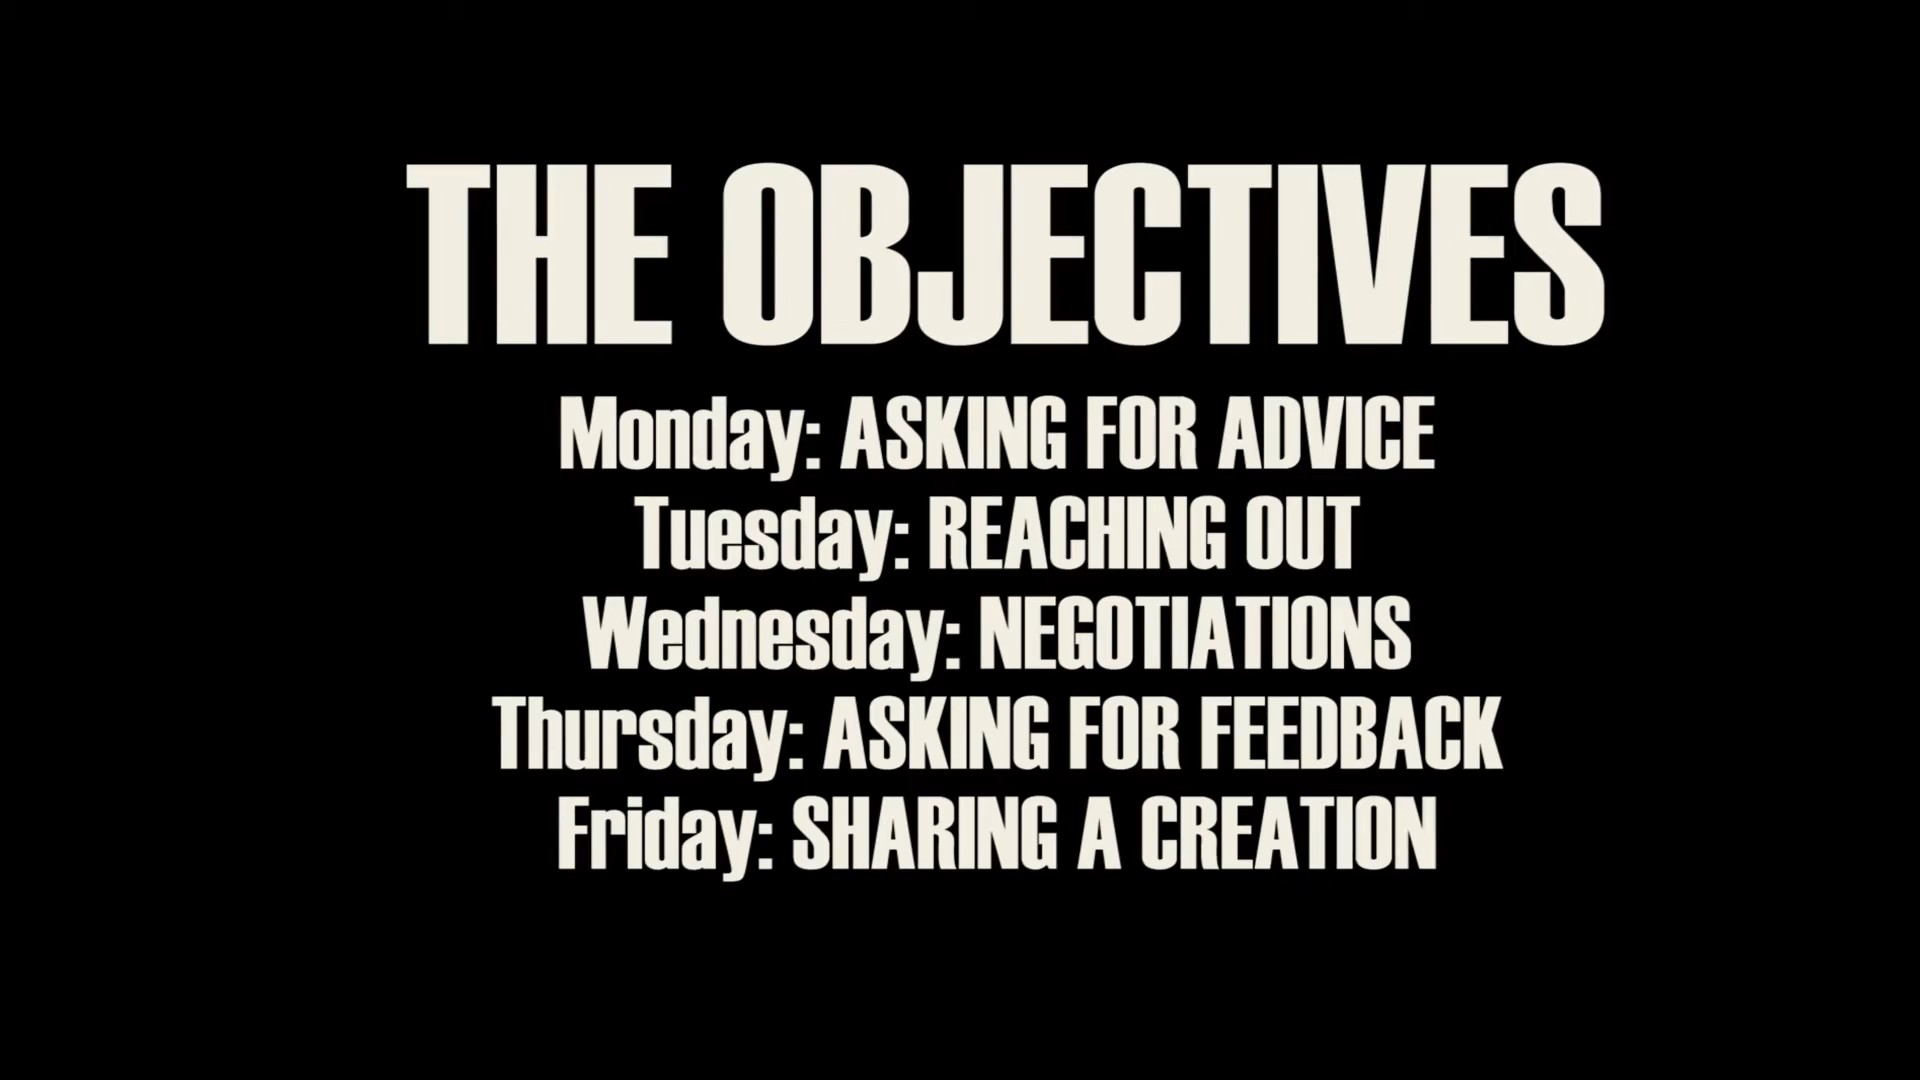 THE OBJECTIVES
Monday: ASKING FOR ADVICE
Tuesday: REACHING OUT
Wednesday: NEGOTIATIONS
Thursday: ASKING FOR FEEDBACK
Friday: SHARING A CREATION